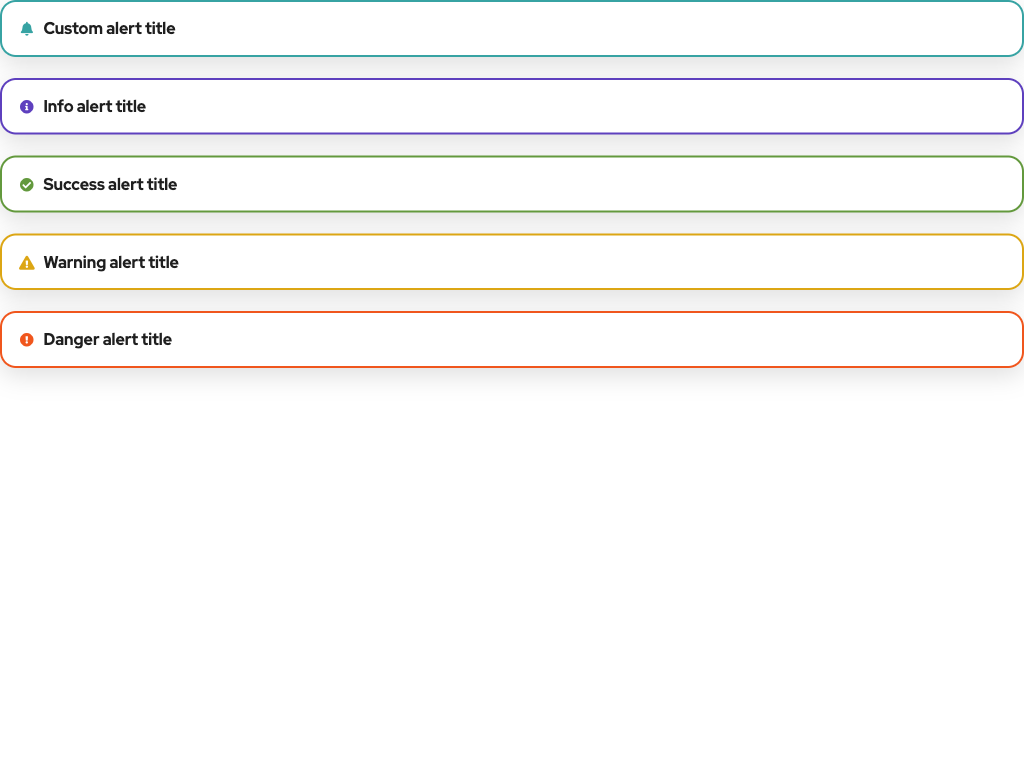 Custom alert title
Info alert title
Success alert title
Warning alert title
Danger alert title